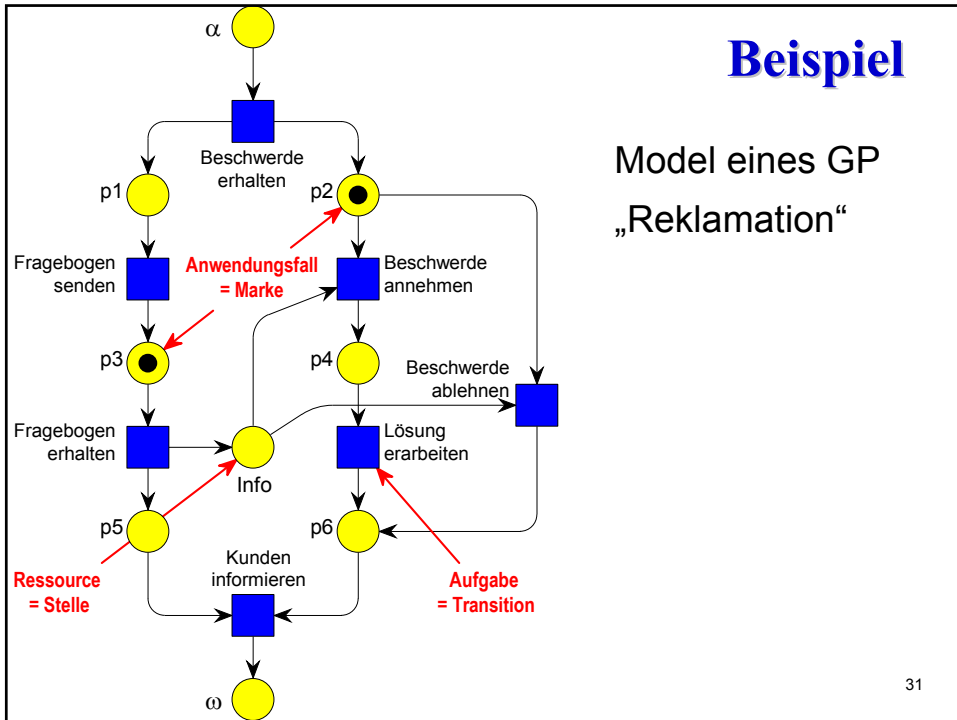 α
Beispiel
Beschwerde
erhalten
Model eines GP
„Reklamation“
p1
p2
Fragebogen
senden
Anwendungsfall
= Marke
Beschwerde
annehmen
p3
p4
Beschwerde
ablehnen
Fragebogen
erhalten
Info
Lösung
erarbeiten
p5
p6
Kunden
informieren
Ressource
= Stelle
Aufgabe
= Transition
ω
31